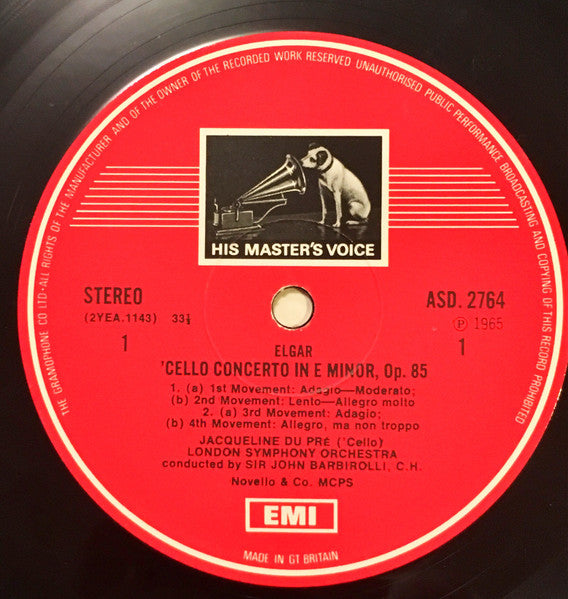 THE GRAMOPHONE CO LTD·ALL RIGHTS OF THE MANUFACTURER AND OF THE OWNER OF THE RECORDED WORK RESERVED UNAUTHORISED PUBLIC PERFORMANCE BROADCASTING AND COPYING OF THIS RECORD PROHIBITED
HIS MASTER'S VOICE
STEREO
ASD. 2764
(2YEA.1143) 33⅓
℗ 1965
1
1
ELGAR
'CELLO CONCERTO IN E MINOR, Op. 85
1. (a) 1st Movement: Adagio—Moderato;
(b) 2nd Movement: Lento—Allegro molto
2. (a) 3rd Movement: Adagio;
(b) 4th Movement: Allegro, ma non troppo
JACQUELINE DU PRÉ ('Cello)
LONDON SYMPHONY ORCHESTRA
conducted by SIR JOHN BARBIROLLI, C.H.
Novello & Co. MCPS
EMI
MADE IN GT BRITAIN